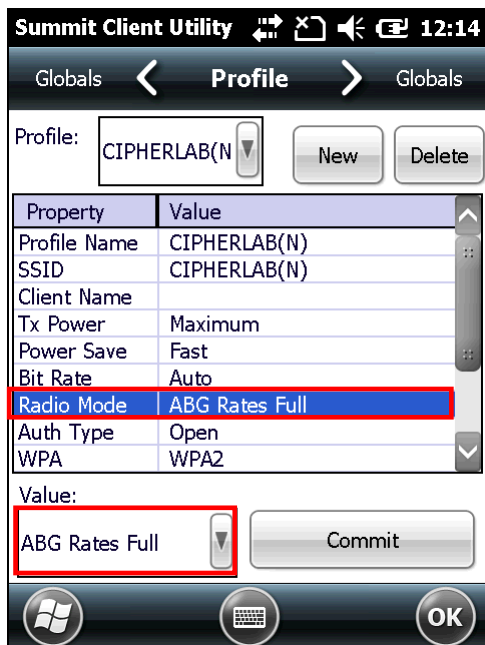 Summit Client Utility 12:14
Globals Profile Globals
Profile: CIPHERLAB(N New Delete
Property Value
Profile Name CIPHERLAB(N)
SSID CIPHERLAB(N)
Client Name
Tx Power Maximum
Power Save Fast
Bit Rate Auto
Radio Mode ABG Rates Full
Auth Type Open
WPA WPA2
Value:
ABG Rates Full Commit
OK